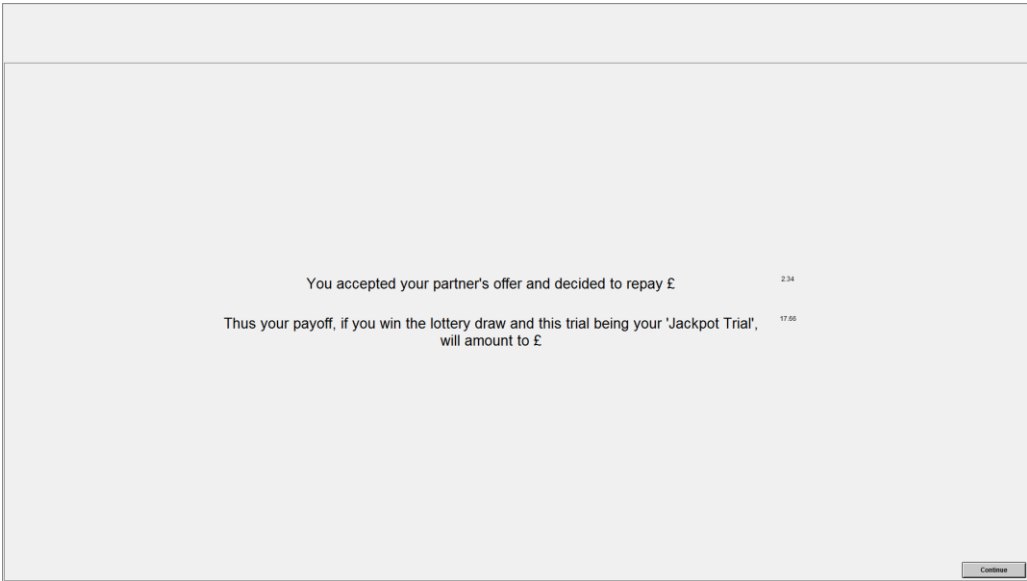 You accepted your partner's offer and decided to repay £ 2.34
Thus your payoff, if you win the lottery draw and this trial being your 'Jackpot Trial', 17.66
will amount to £
Continue